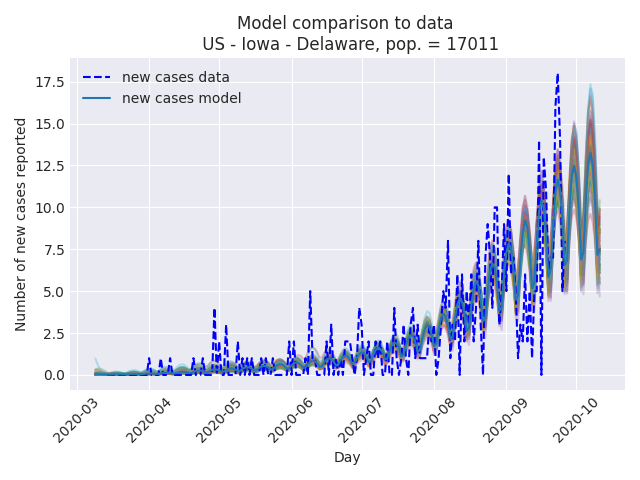 Model comparison to data
US - Iowa - Delaware, pop. = 17011
new cases data
new cases model
Number of new cases reported
17.5
15.0
12.5
10.0
7.5
5.0
2.5
0.0
2020-03
2020-04
2020-05
2020-06
2020-07
2020-08
2020-09
2020-10
Day